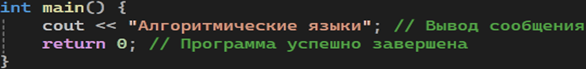 int main() {
cout << "Алгоритмические языки"; // Вывод сообщения
return 0; // Программа успешно завершена
}